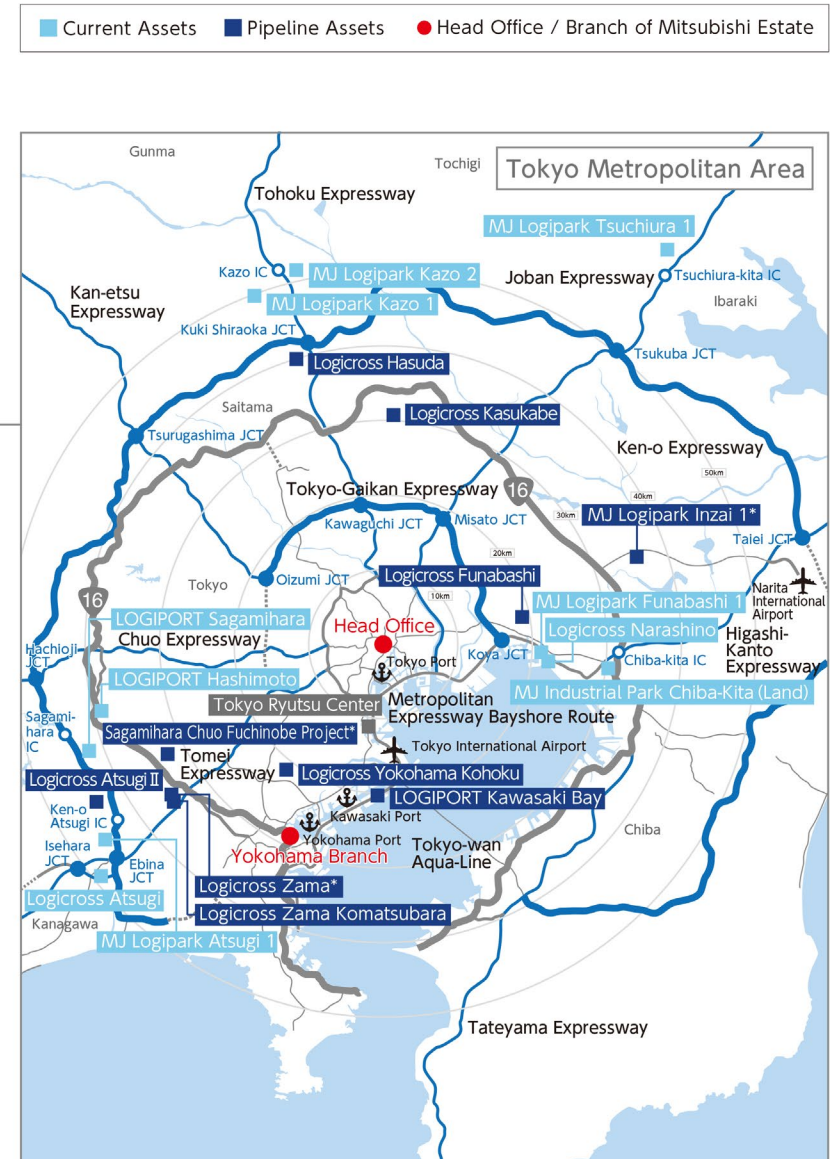 Current Assets
Pipeline Assets
Head Office / Branch of Mitsubishi Estate
Gunma
Tochigi
Tokyo Metropolitan Area
Tohoku Expressway
MJ Logipark Tsuchiura 1
Kazo IC
MJ Logipark Kazo 2
Joban Expressway
Tsuchiura-kita IC
Kan-etsu
Expressway
MJ Logipark Kazo 1
Ibaraki
Kuki Shiraoka JCT
Tsukuba JCT
Logicross Hasuda
Saitama
Logicross Kasukabe
Tsurugashima JCT
Ken-o Expressway
50km
Tokyo-Gaikan Expressway
16
40km
30km
MJ Logipark Inzai 1*
Kawaguchi JCT
Misato JCT
Taiei JCT
20km
Tokyo
Oizumi JCT
Logicross Funabashi
Narita
International
Airport
10km
16
MJ Logipark Funabashi 1
LOGIPORT Sagamihara
Head Office
Logicross Narashino
Chuo Expressway
Higashi-
Kanto
Expressway
Hachioji
JCT
Koya JCT
Chiba-kita IC
Tokyo Port
LOGIPORT Hashimoto
MJ Industrial Park Chiba-Kita (Land)
Tokyo Ryutsu Center
Metropolitan
Expressway Bayshore Route
Sagami-
hara
IC
Sagamihara Chuo Fuchinobe Project*
Tokyo International Airport
Tomei
Expressway
Logicross Atsugi II
Logicross Yokohama Kohoku
LOGIPORT Kawasaki Bay
Ken-o
Atsugi IC
Kawasaki Port
Chiba
Isehara
JCT
Yokohama Port
Tokyo-wan
Aqua-Line
Yokohama Branch
Ebina
JCT
Logicross Zama*
Logicross Atsugi
Logicross Zama Komatsubara
Kanagawa
MJ Logipark Atsugi 1
Tateyama Expressway